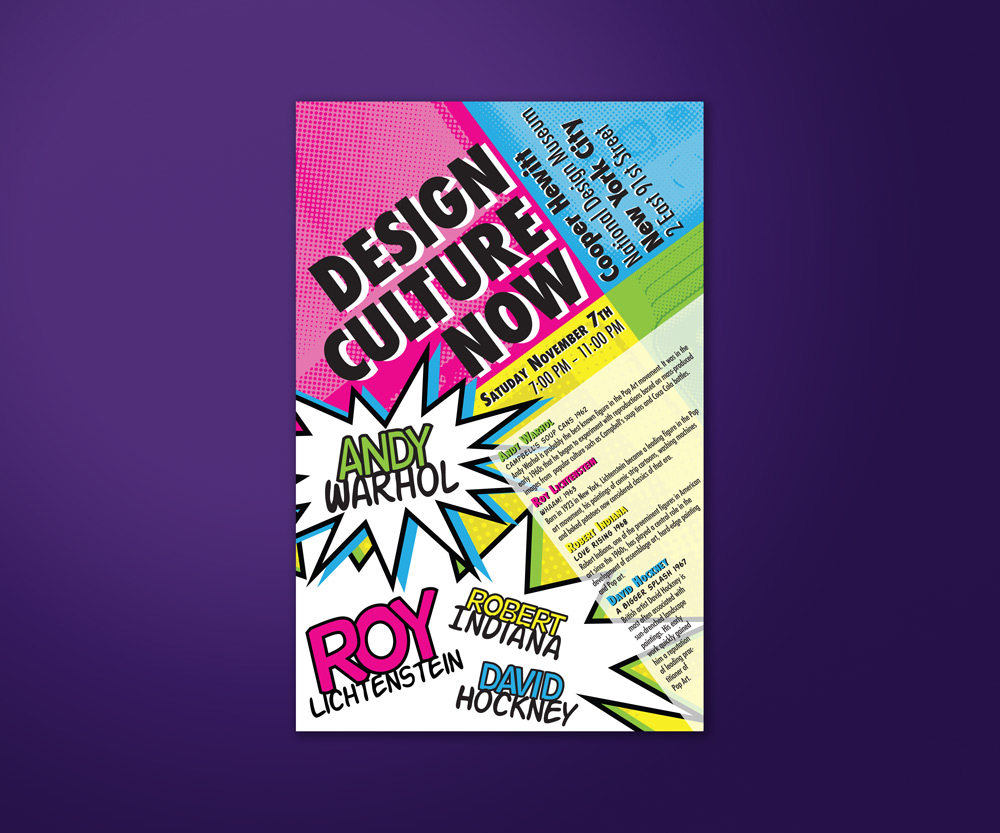 DESIGN
CULTURE
NOW
Cooper Hewitt
National Design Museum
New York City
2 East 91st Street
SATUDAY NOVEMBER 7TH
7:00 PM - 11:00 PM
ANDY
WARHOL
ROY
LICHTENSTEIN
ROBERT
INDIANA
DAVID
HOCKNEY
ANDY WARHOL
CAMPBELL'S SOUP CANS 1962
Andy Warhol is probably the best known figure in the Pop Art movement. It was in the
early 1960s that he began to experiment with reproductions based on mass-produced
images from popular culture such as Campbell's soup tins and Coca Cola bottles.
ROY LICHTENSTEIN
WHAAM! 1963
Born in 1923 in New York, Lichtenstein became a leading figure in the Pop
art movement, his paintings of comic strip cartoons, washing machines
and baked potatoes now considered classics of that era.
ROBERT INDIANA
LOVE RISING 1968
Robert Indiana, one of the prominent figures in American
art since the 1960s, has played a central role in the
development of assemblage art, hard-edge painting
and Pop art.
DAVID HOCKNEY
A BIGGER SPLASH 1967
British artist David Hockney is
most often associated with
sun-drenched landscape
paintings. His early
work quickly gained
him a reputation
of leading prac-
titioner of
Pop Art.